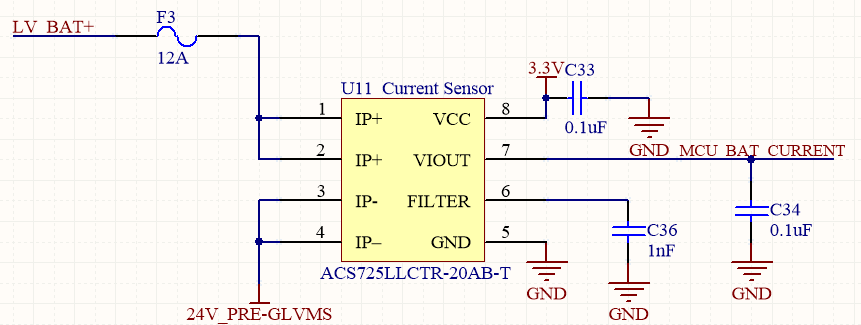 LV_BAT+
F3
12A
U11 Current Sensor
3.3V
C33
0.1uF
GND
1
IP+
VCC
8
2
IP+
VIOUT
7
MCU_BAT_CURRENT
3
IP-
FILTER
6
4
IP–
GND
5
C36
1nF
C34
0.1uF
ACS725LLCTR-20AB-T
GND
GND
GND
24V_PRE-GLVMS